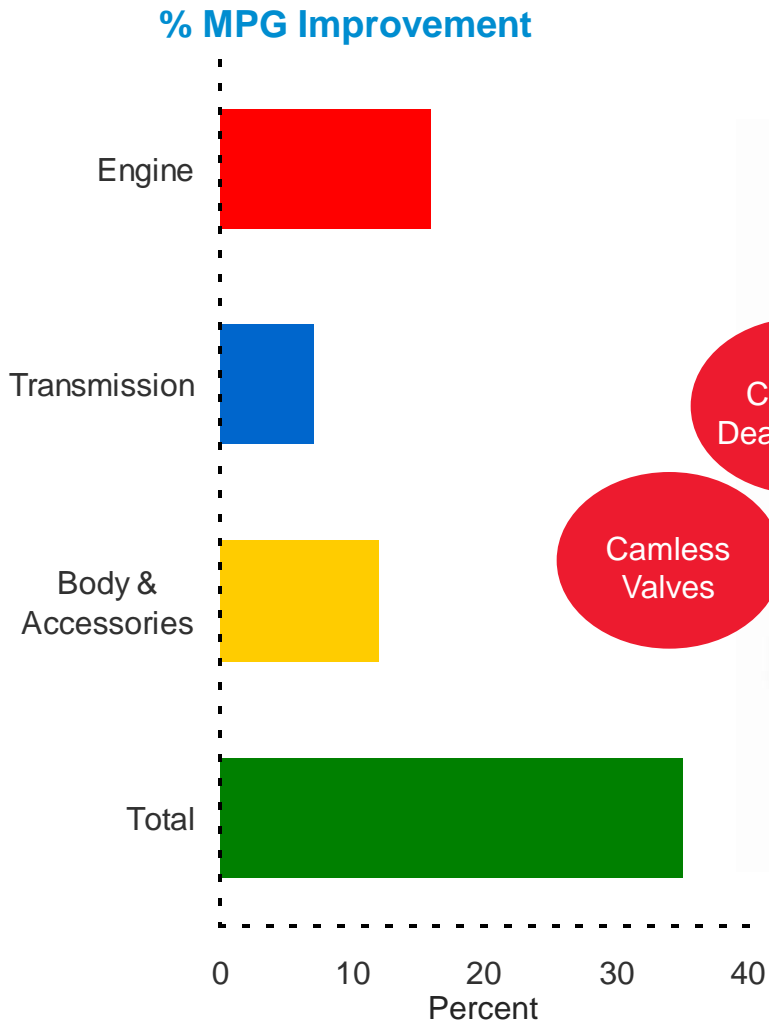 % MPG Improvement
Engine
Transmission
Body &
Accessories
Total
0 10 20 30 40
Percent
Camless
Valves